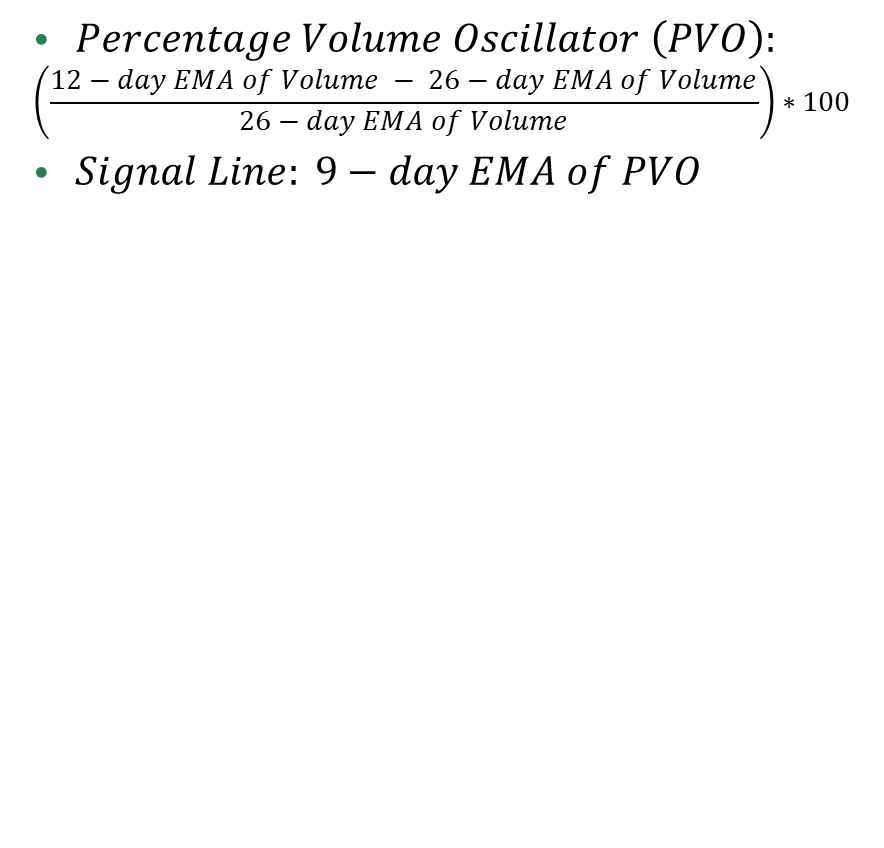 • Percentage Volume Oscillator (PVO):
(12 − day EMA of Volume − 26 − day EMA of Volume
26 − day EMA of Volume) * 100
• Signal Line: 9 − day EMA of PVO